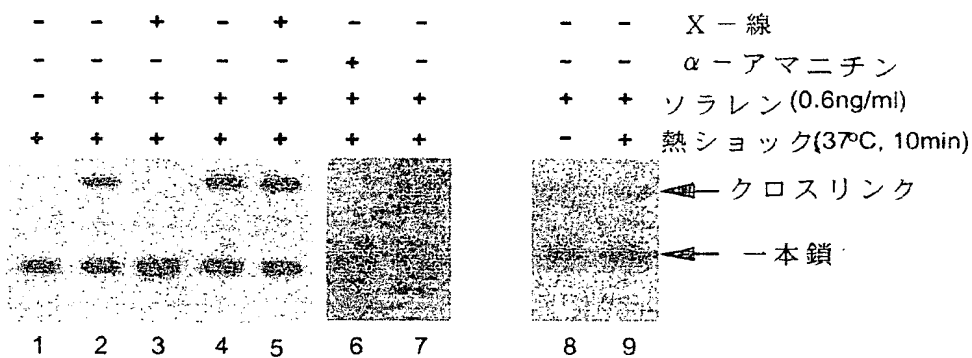 - - + - - - - - - X－線
- - - - - + - - - α－アマニチン
- + + + + + + + + ソラレン(0.6ng/ml)
+ + + + + + + - + 熱ショック(37ºC, 10min)
クロスリンク
一本鎖
1 2 3 4 5 6 7 8 9